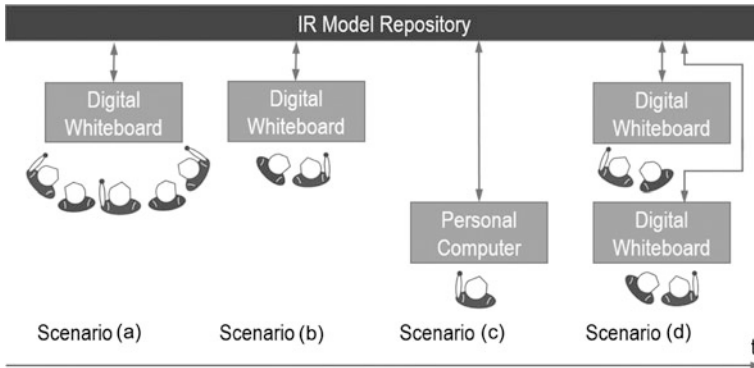 IR Model Repository
Digital
Whiteboard
Digital
Whiteboard
Digital
Whiteboard
Personal
Computer
Digital
Whiteboard
Scenario (a)
Scenario (b)
Scenario (c)
Scenario (d)
t